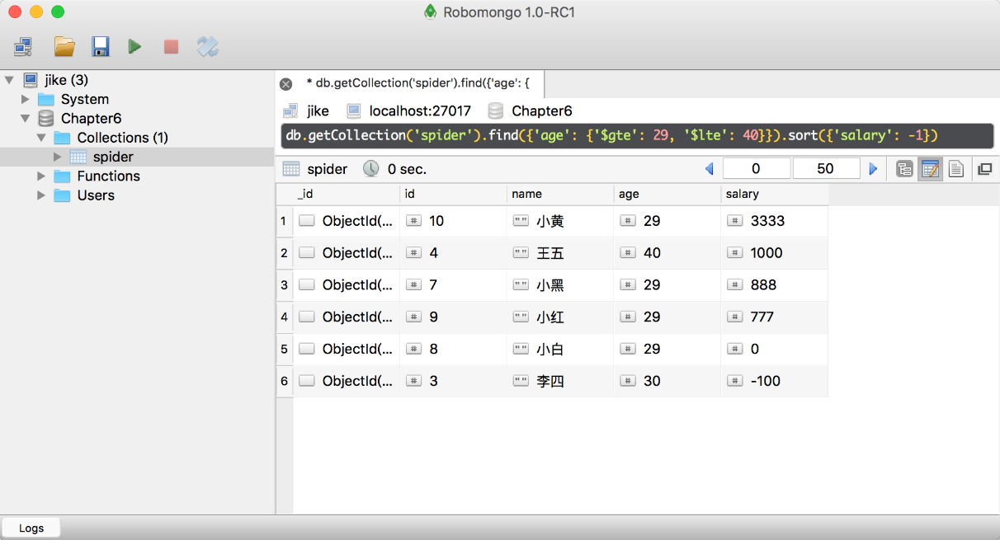 Robomongo 1.0-RC1
jike (3)
System
Chapter6
Collections (1)
spider
Functions
Users
* db.getCollection('spider').find({'age': {
jike localhost:27017 Chapter6
db.getCollection('spider').find({'age': {'$gte': 29, '$lte': 40}}).sort({'salary': -1})
spider 0 sec. 0 50
_id id name age salary
1 ObjectId(... # 10 "" 小黄 # 29 # 3333
2 ObjectId(... # 4 "" 王五 # 40 # 1000
3 ObjectId(... # 7 "" 小黑 # 29 # 888
4 ObjectId(... # 9 "" 小红 # 29 # 777
5 ObjectId(... # 8 "" 小白 # 29 # 0
6 ObjectId(... # 3 "" 李四 # 30 # -100
Logs